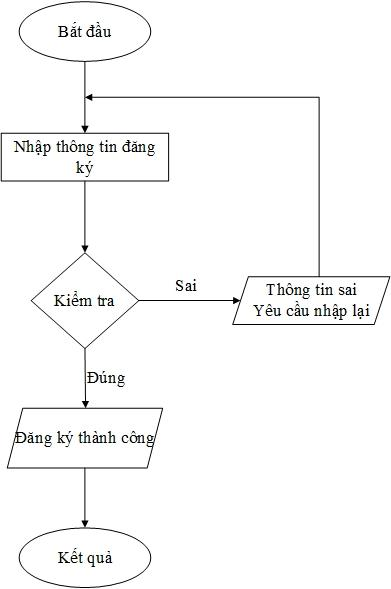 Bắt đầu
Nhập thông tin đăng
ký
Kiểm tra
Sai
Thông tin sai
Yêu cầu nhập lại
Đúng
Đăng ký thành công
Kết quả